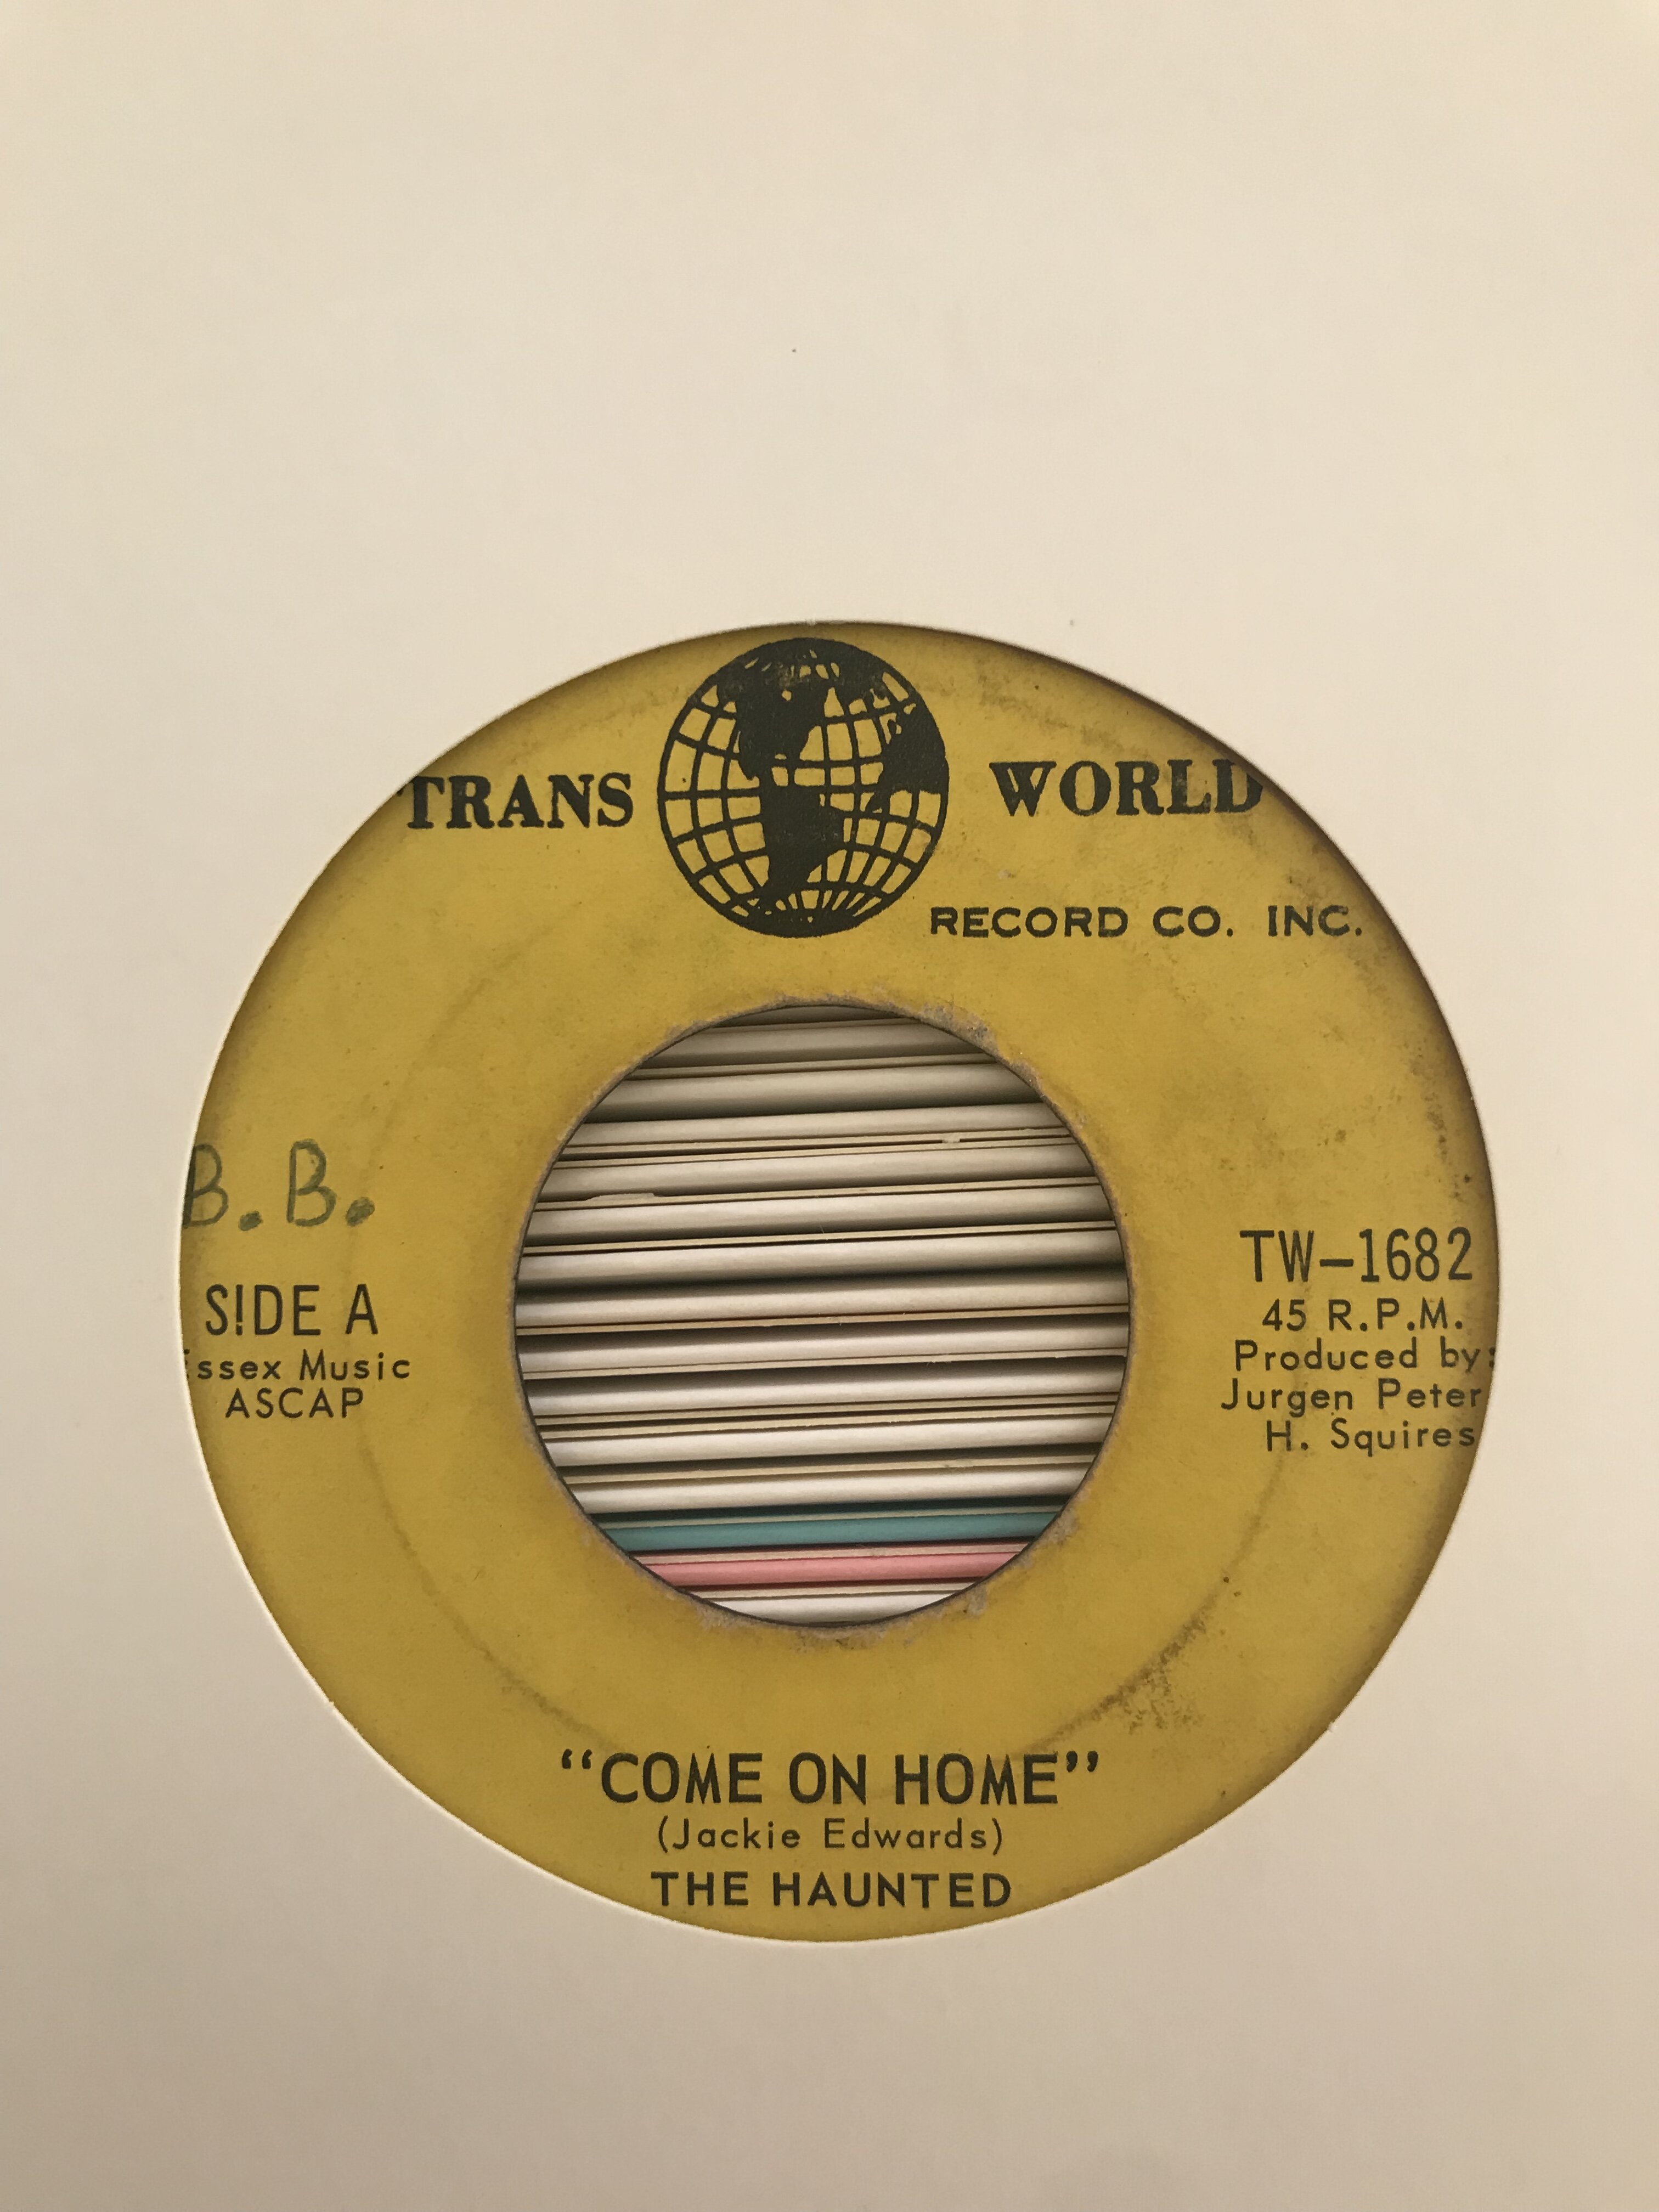 TRANS WORLD
RECORD CO. INC.
B.B.
SIDE A
ssex Music
ASCAP
TW-1682
45 R.P.M.
Produced by:
Jurgen Peter
H. Squires
“COME ON HOME”
(Jackie Edwards)
THE HAUNTED